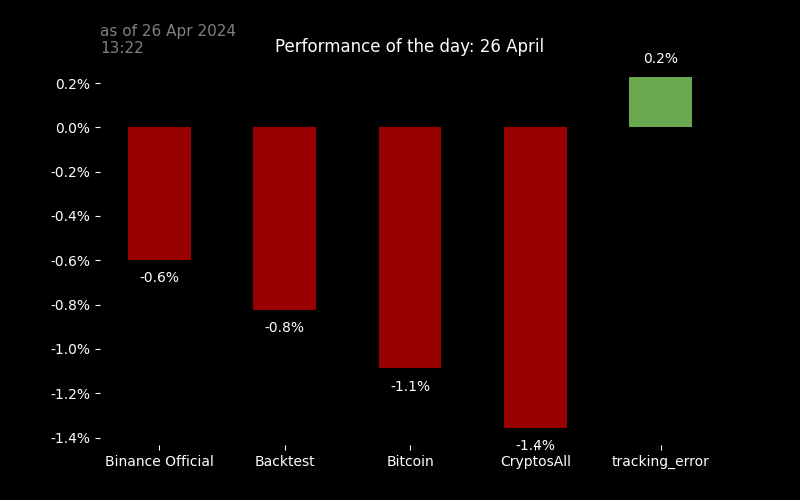 as of 26 Apr 2024
13:22
Performance of the day: 26 April
0.2%
0.2%
0.0%
-0.2%
-0.4%
-0.6%
-0.8%
-1.0%
-1.2%
-1.4%
-0.6%
-0.8%
-1.1%
-1.4%
Binance Official
Backtest
Bitcoin
CryptosAll
tracking_error